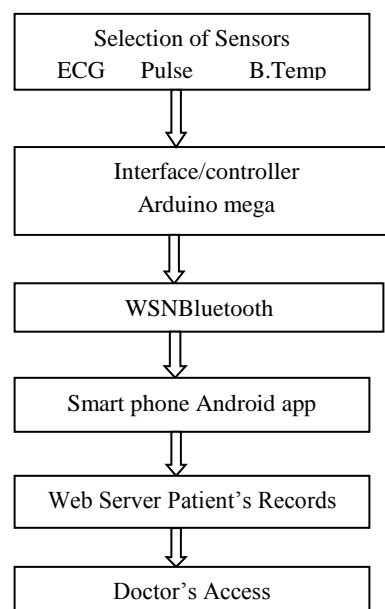 Selection of Sensors
ECG Pulse B.Temp
Interface/controller
Arduino mega
WSNBluetooth
Smart phone Android app
Web Server Patient's Records
Doctor's Access